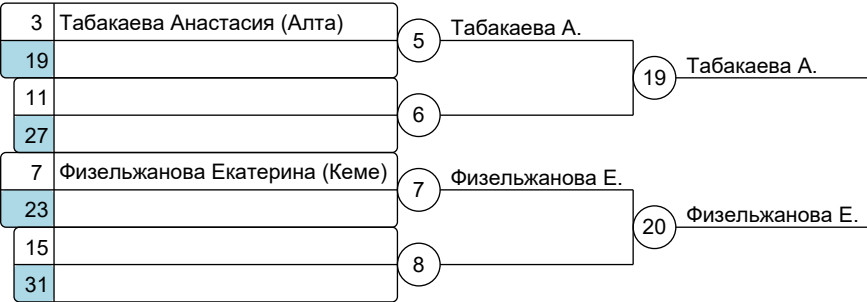 3 Табакаева Анастасия (Алта)
19
5 Табакаева А.
19 Табакаева А.
11
27
6
7 Физельжанова Екатерина (Кеме)
23
7 Физельжанова Е.
20 Физельжанова Е.
15
31
8